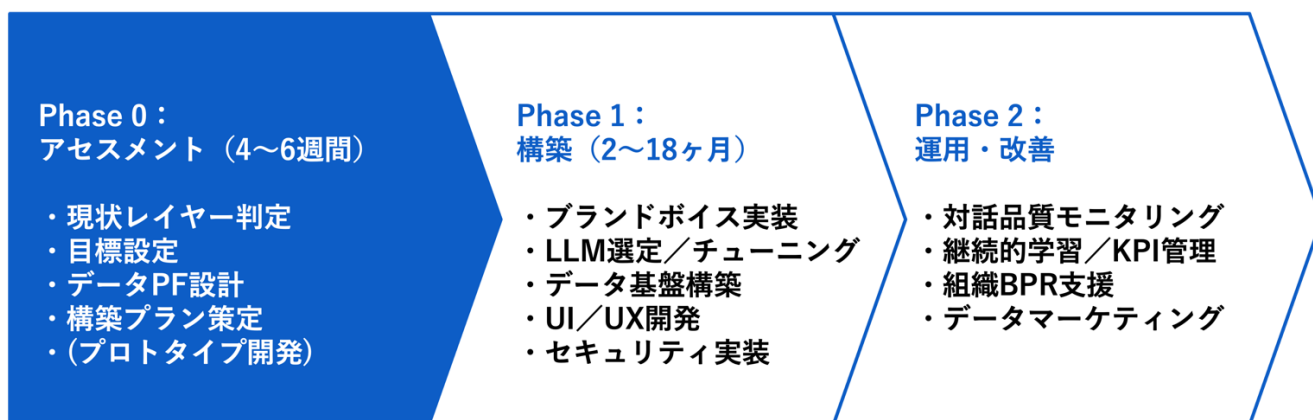 Phase 0：
アセスメント（4〜6週間）
・現状レイヤー判定
・目標設定
・データPF設計
・構築プラン策定
・(プロトタイプ開発)
Phase 1：
構築（2〜18ヶ月）
・ブランドボイス実装
・LLM選定／チューニング
・データ基盤構築
・UI／UX開発
・セキュリティ実装
Phase 2：
運用・改善
・対話品質モニタリング
・継続的学習／KPI管理
・組織BPR支援
・データマーケティング